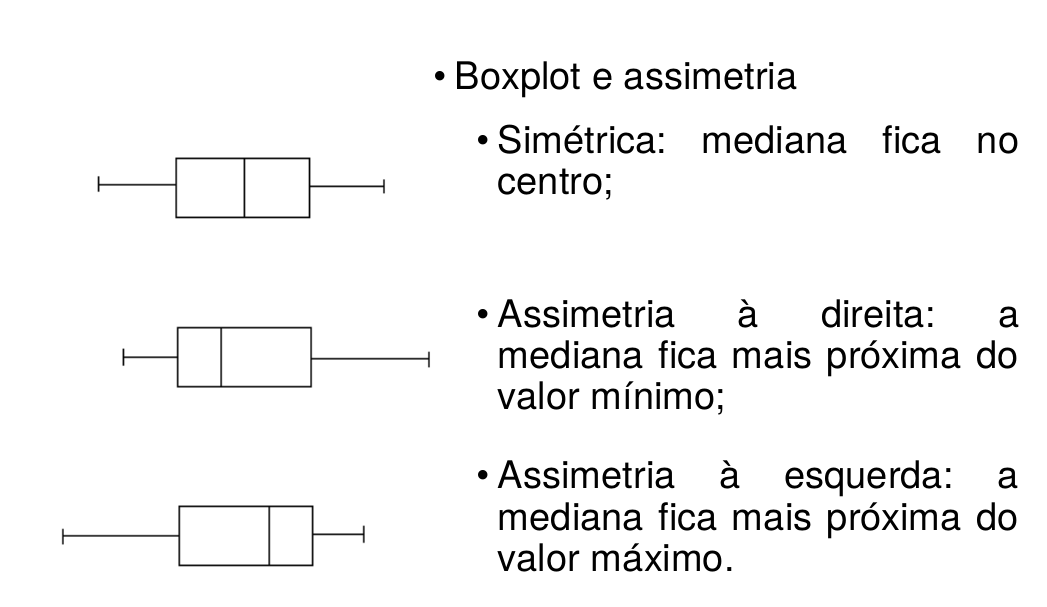 • Boxplot e assimetria
• Simétrica: mediana fica no
centro;
• Assimetria à direita: a
mediana fica mais próxima do
valor mínimo;
• Assimetria à esquerda: a
mediana fica mais próxima do
valor máximo.